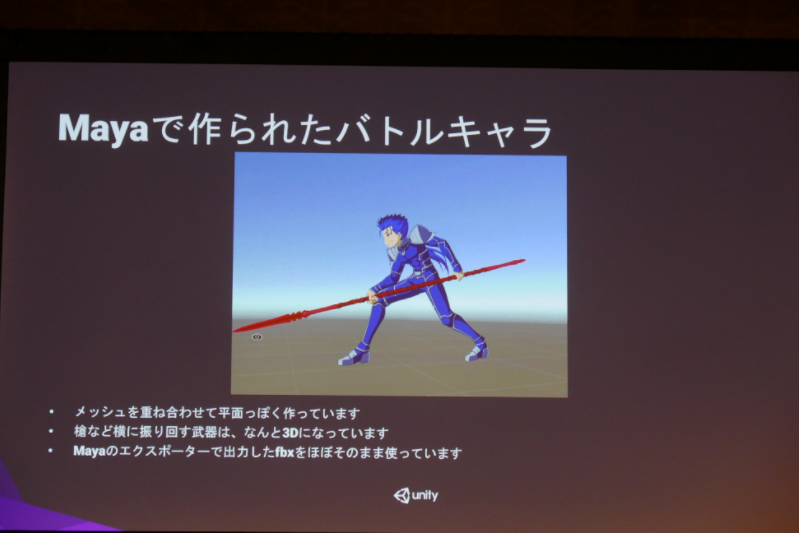 Mayaで作られたバトルキャラ
• メッシュを重ね合わせて平面っぽく作っています
• 槍など横に振り回す武器は、なんと3Dになっています
• Mayaのエクスポーターで出力したfbxをほぼそのまま使っています
unity